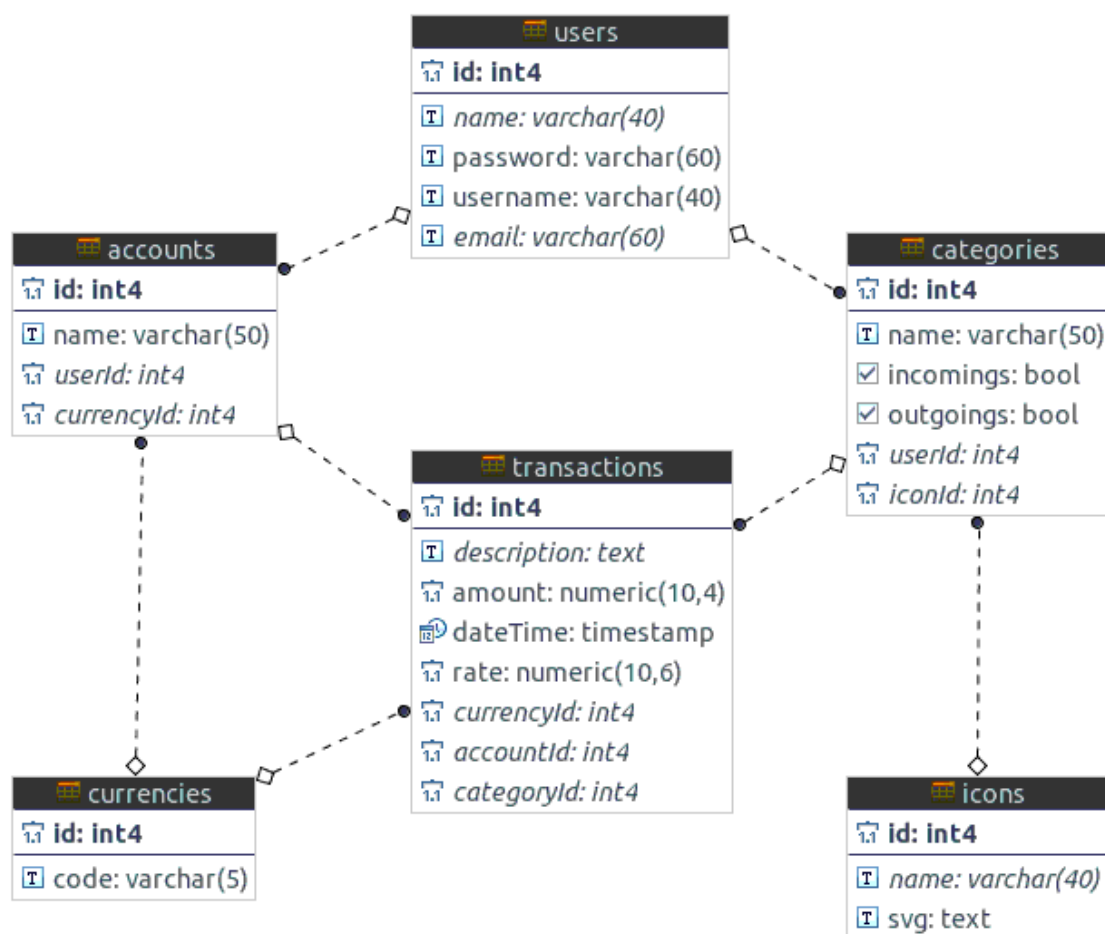 users
id: int4
name: varchar(40)
password: varchar(60)
username: varchar(40)
email: varchar(60)
accounts
id: int4
name: varchar(50)
userId: int4
currencyId: int4
categories
id: int4
name: varchar(50)
incomings: bool
outgoings: bool
userId: int4
iconId: int4
transactions
id: int4
description: text
amount: numeric(10,4)
dateTime: timestamp
rate: numeric(10,6)
currencyId: int4
accountId: int4
categoryId: int4
currencies
id: int4
code: varchar(5)
icons
id: int4
name: varchar(40)
svg: text